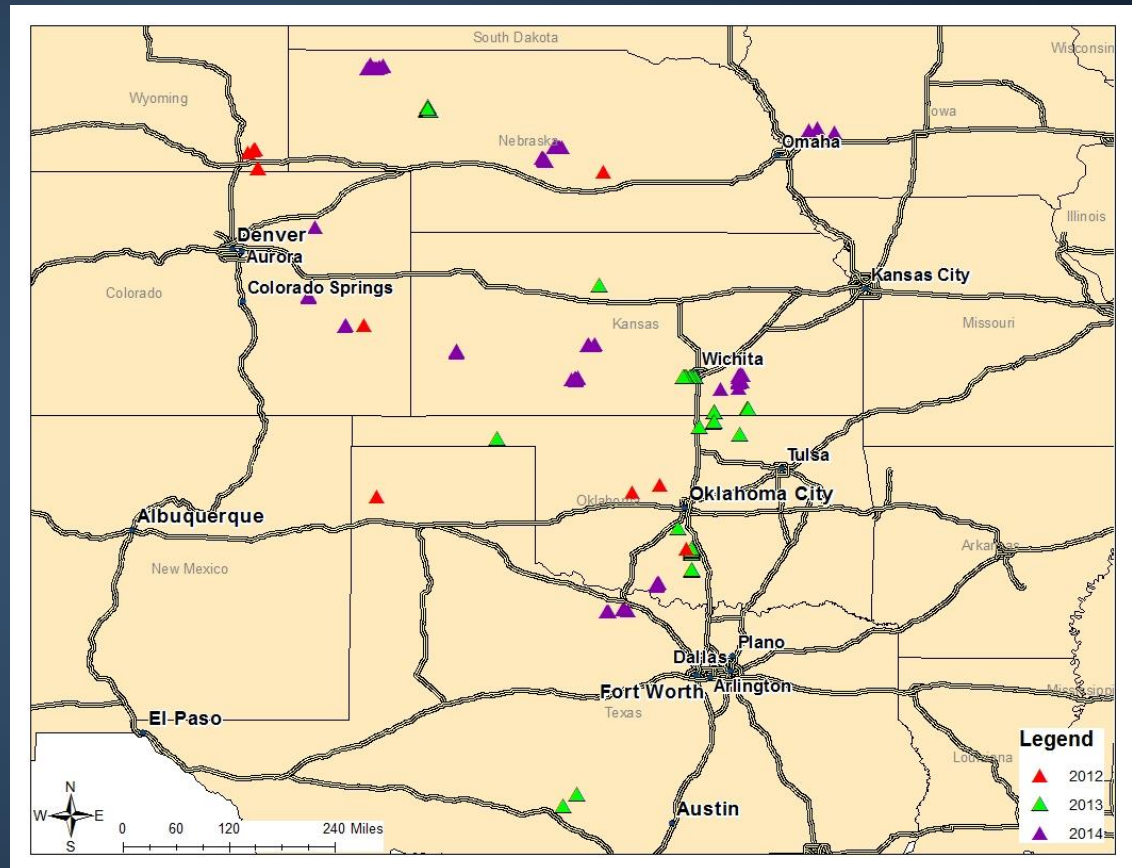 South Dakota
Wisconsin
Wyoming
Iowa
Nebraska
Omaha
Illinois
Denver
Aurora
Kansas City
Colorado
Colorado Springs
Kansas
Missouri
Wichita
Tulsa
Oklahoma
Oklahoma City
Albuquerque
Arkansas
New Mexico
Plano
Dallas
Fort Worth
Arlington
Mississippi
Texas
El Paso
Legend
Louisiana
2012
N
Austin
2013
W
E
S
0 60 120 240 Miles
2014